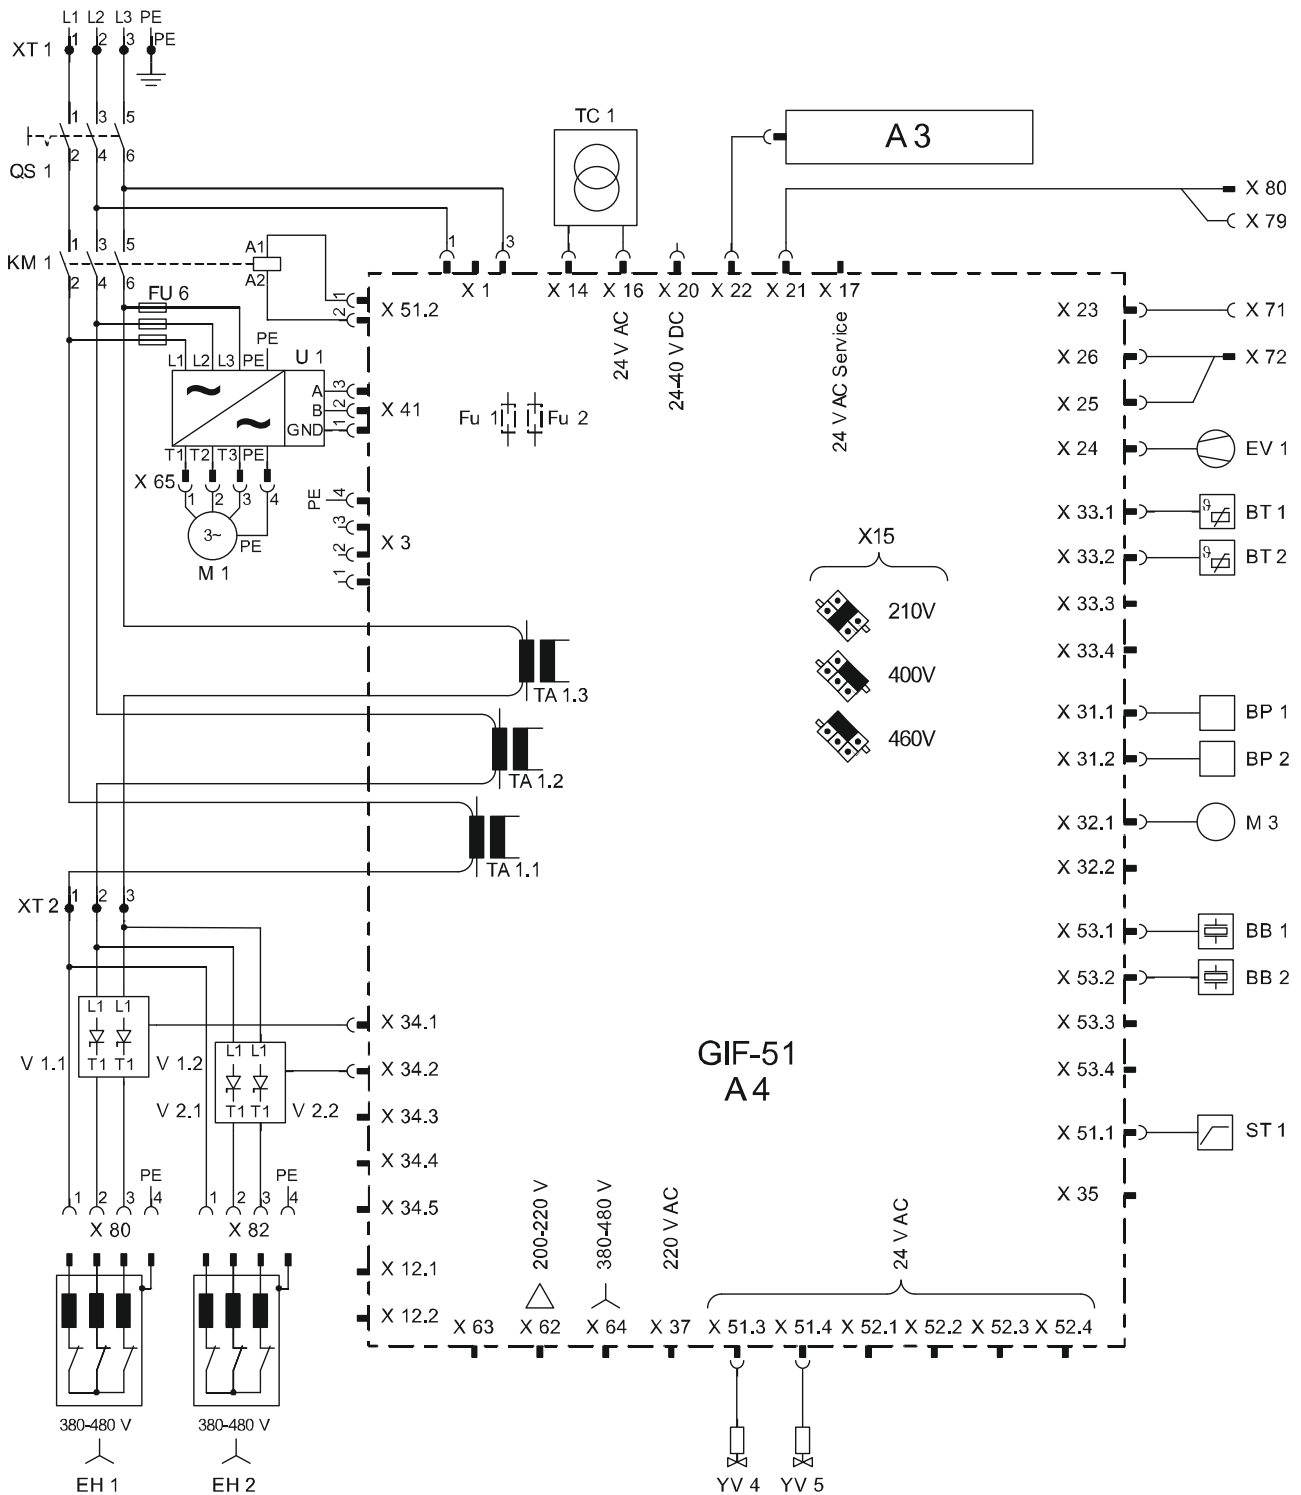 L1 L2 L3 PE
XT 1 1 2 3 PE
1 3 5
QS 1 2 4 6
TC 1
A 3
X 80
X 79
1 3 5
KM 1 2 4 6
A1
A2
1 3
X 1 X 14 X 16 X 20 X 22 X 21 X 17
24 V AC
24-40 V DC
24 V AC Service
1
2
X 51.2
FU 6
PE
L1 L2 L3 PE U 1
A 3
B 2
GND 1
X 41
T1 T2 T3 PE
X 65
1 2 3 4
3~
PE
M 1
Fu 1 Fu 2
PE 4
3
2
1
X 3
X15
210V
400V
460V
X 23 X 71
X 26 X 72
X 25
X 24 EV 1
X 33.1 ϑ BT 1
X 33.2 ϑ BT 2
X 33.3
X 33.4
X 31.1 BP 1
X 31.2 BP 2
X 32.1 M 3
X 32.2
X 53.1 BB 1
X 53.2 BB 2
X 53.3
X 53.4
X 51.1 ST 1
X 35
TA 1.3
TA 1.2
TA 1.1
XT 2 1 2 3
L1 L1
V 1.1 T1 T1 V 1.2
L1 L1
V 2.1 T1 T1 V 2.2
X 34.1
X 34.2
X 34.3
X 34.4
X 34.5
X 12.1
X 12.2
GIF-51
A 4
PE PE
1 2 3 4 1 2 3 4
X 80 X 82
200-220 V
380-480 V
220 V AC
24 V AC
X 63 X 62 X 64 X 37 X 51.3 X 51.4 X 52.1 X 52.2 X 52.3 X 52.4
380-480 V 380-480 V
EH 1 EH 2
YV 4 YV 5